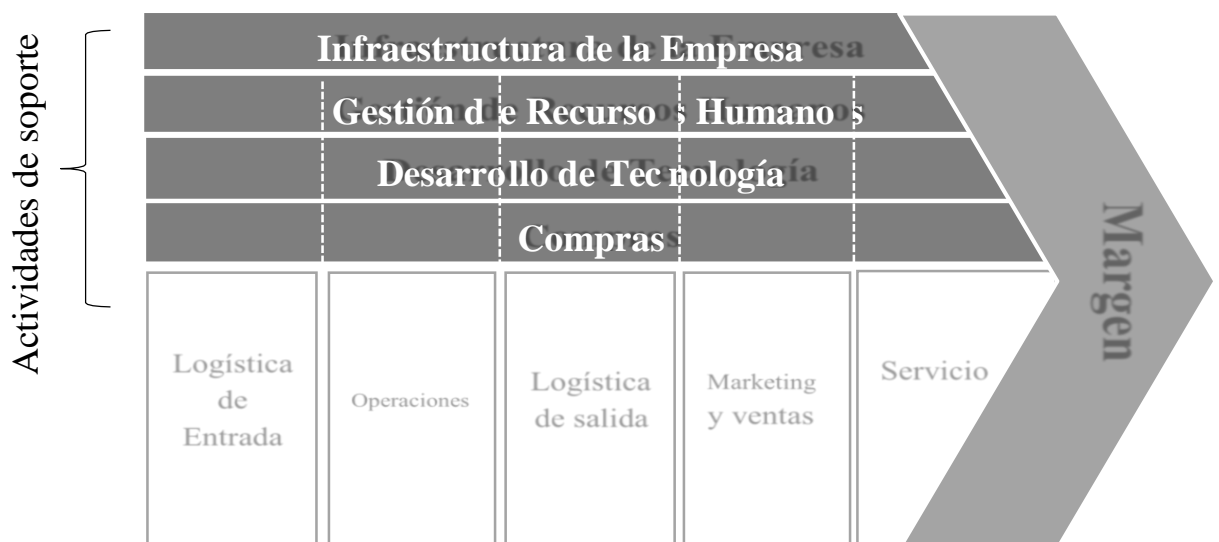 Actividades de soporte
Infraestructura de la Empresa
Gestión de Recursos Humanos
Desarrollo de Tecnología
Compras
Logística
de
Entrada
Operaciones
Logística
de salida
Marketing
y ventas
Servicio
Margen